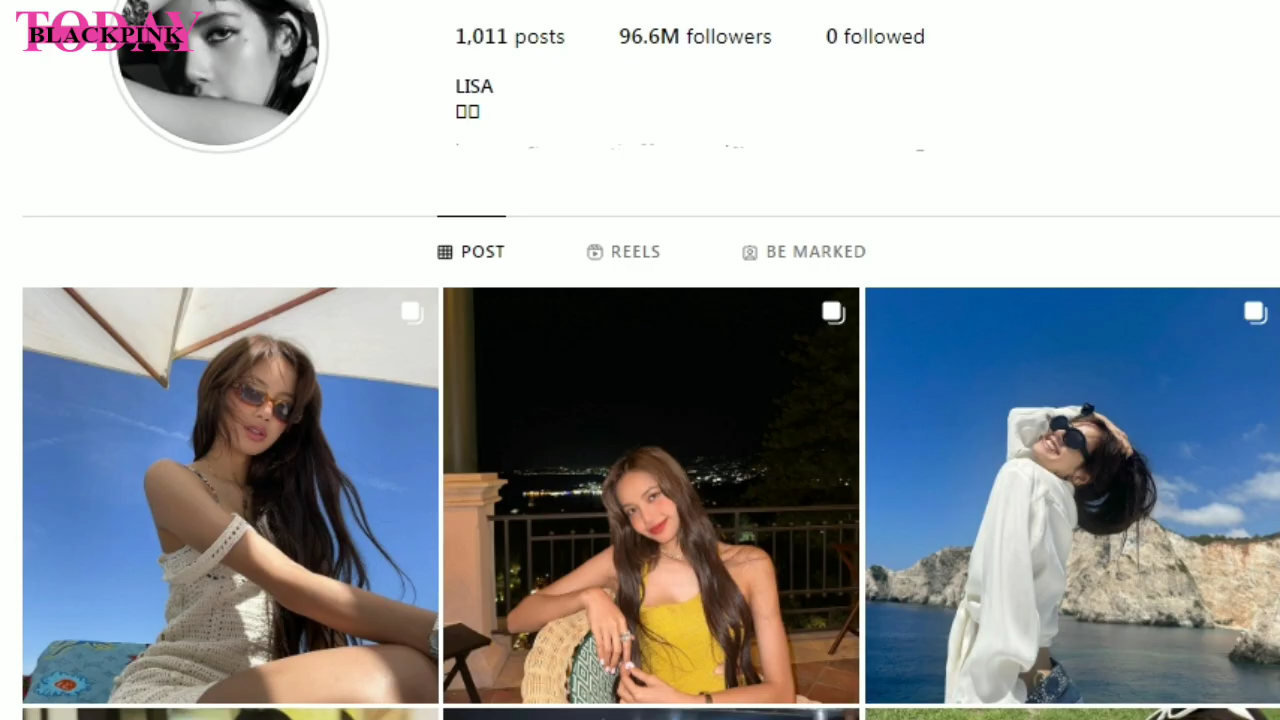 TODAY
BLACKPINK
1,011 posts 96.6M followers 0 followed
LISA
POST REELS BE MARKED